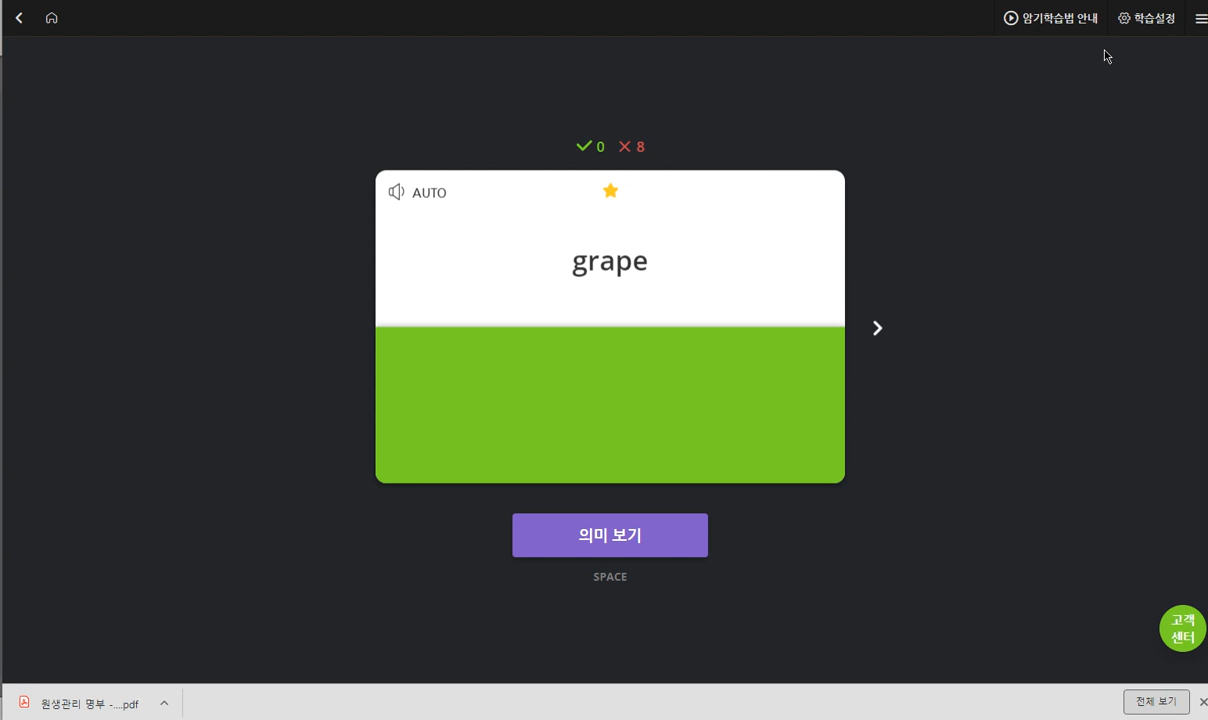 암기학습법 안내
학습설정
0
8
AUTO
grape
의미 보기
SPACE
고객
센터
원생관리 명부 -....pdf
전체 보기